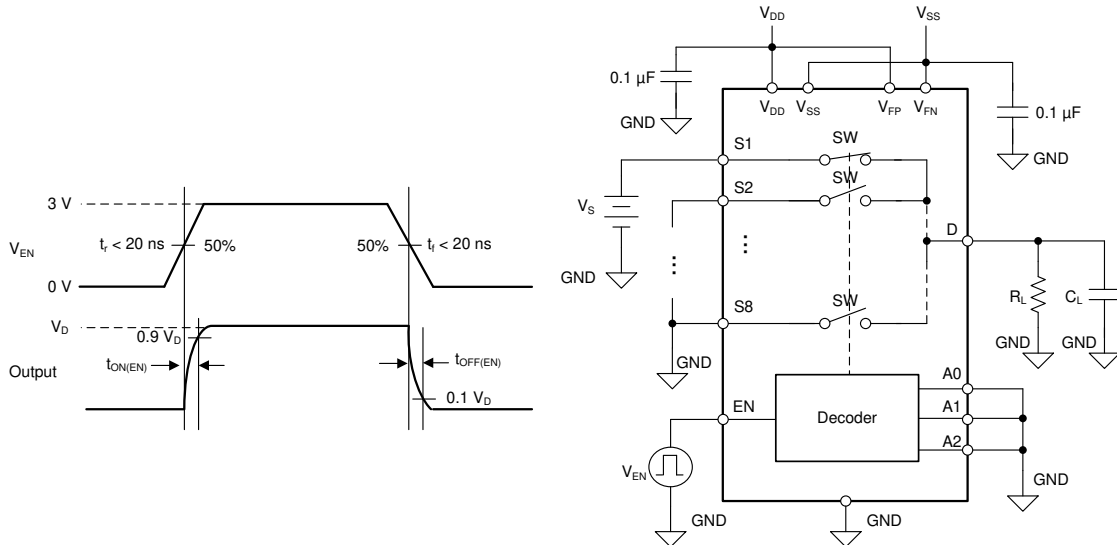 3 V
V_EN
t_r < 20 ns
50%
50%
t_f < 20 ns
0 V
V_D
0.9 V_D
t_ON(EN)
t_OFF(EN)
Output
0.1 V_D
V_DD
V_SS
0.1 µF
0.1 µF
GND
GND
V_DD
V_SS
V_FP
V_FN
S1
SW
S2
SW
V_S
GND
...
...
D
S8
SW
R_L
C_L
GND
GND
GND
EN
Decoder
A0
A1
A2
V_EN
GND
GND
GND